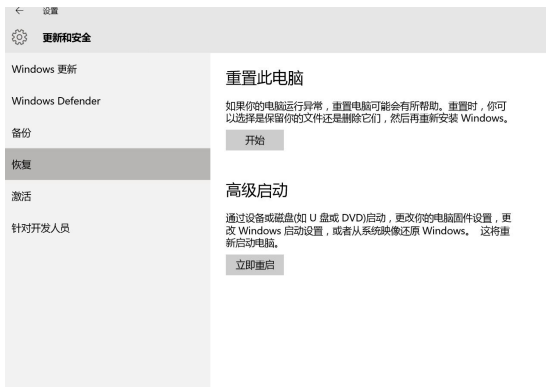 设置
更新和安全
Windows 更新
Windows Defender
备份
恢复
激活
针对开发人员
重置此电脑
如果你的电脑运行异常，重置电脑可能会有所帮助。重置时，你可
以选择是保留你的文件还是删除它们，然后再重新安装 Windows。
开始
高级启动
通过设备或磁盘(如 U 盘或 DVD)启动，更改你的电脑固件设置，更
改 Windows 启动设置，或者从系统映像还原 Windows。 这将重
新启动电脑。
立即重启